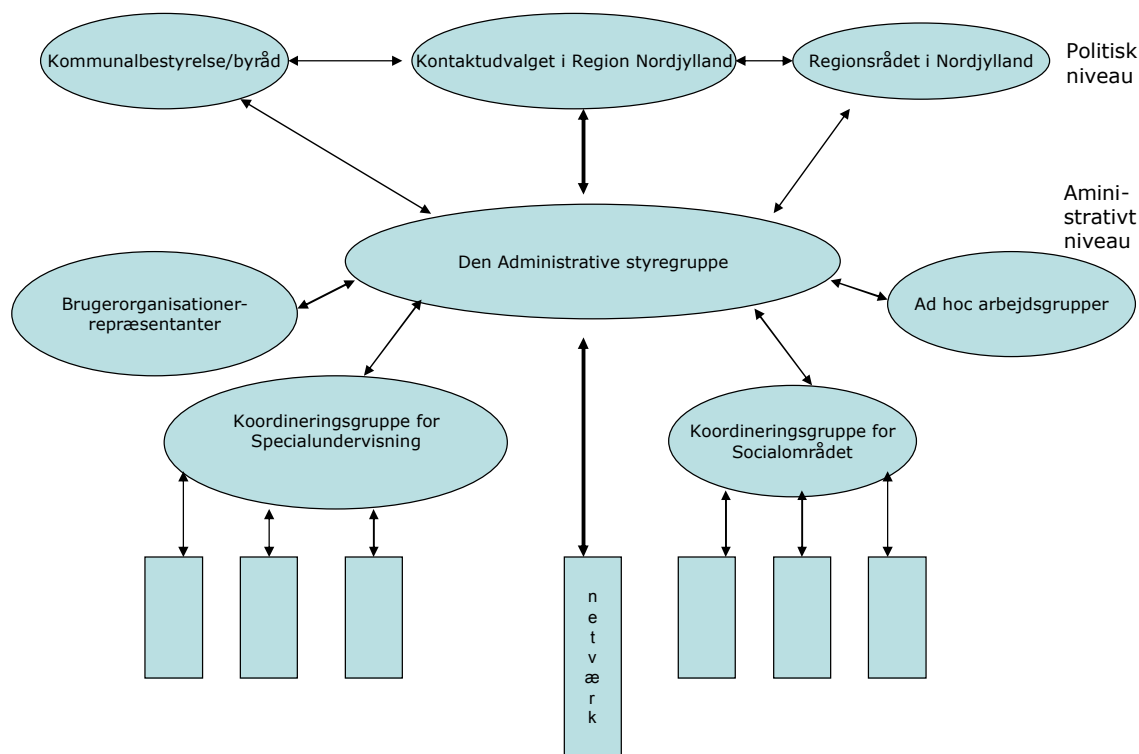 Kommunalbestyrelse/byråd
Kontaktudvalget i Region Nordjylland
Regionsrådet i Nordjylland
Politisk
niveau
Amini-
strativt
niveau
Den Administrative styregruppe
Brugerorganisationer-
repræsentanter
Ad hoc arbejdsgrupper
Koordineringsgruppe for
Specialundervisning
Koordineringsgruppe for
Socialområdet
n
e
t
v
æ
r
k